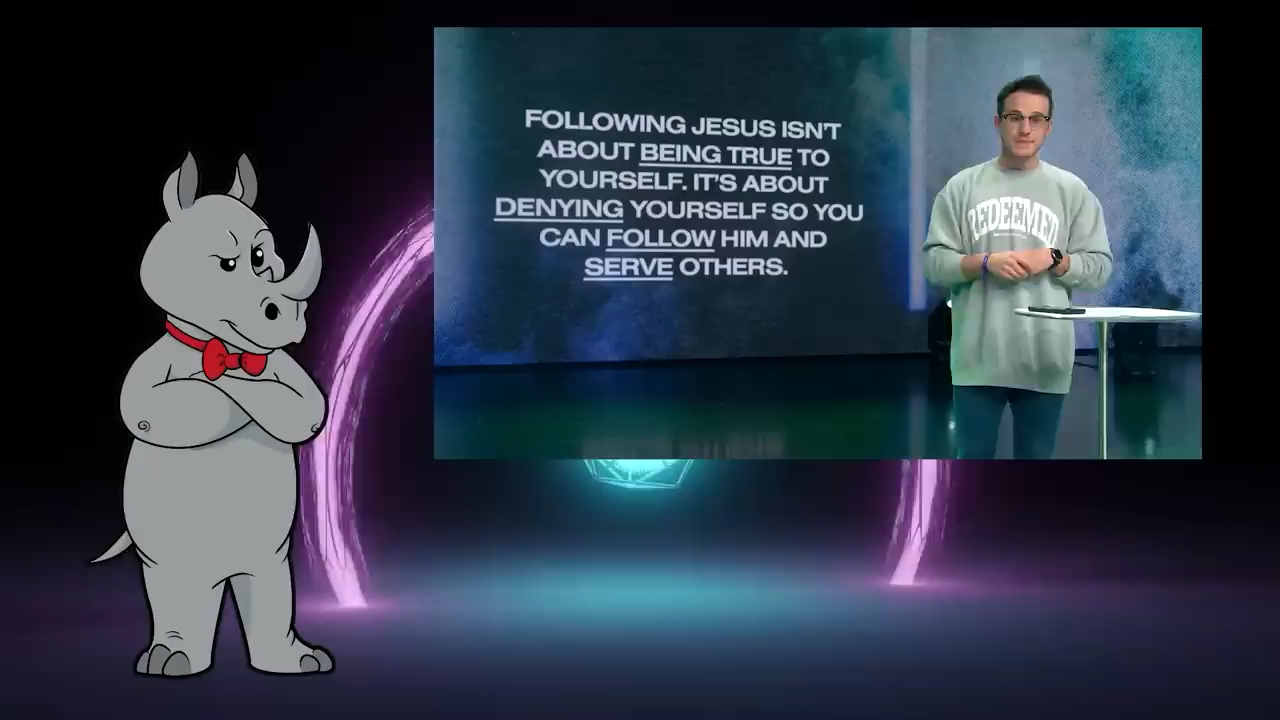 FOLLOWING JESUS ISN'T
ABOUT BEING TRUE TO
YOURSELF. IT'S ABOUT
DENYING YOURSELF SO YOU
CAN FOLLOW HIM AND
SERVE OTHERS.
REDEEMED